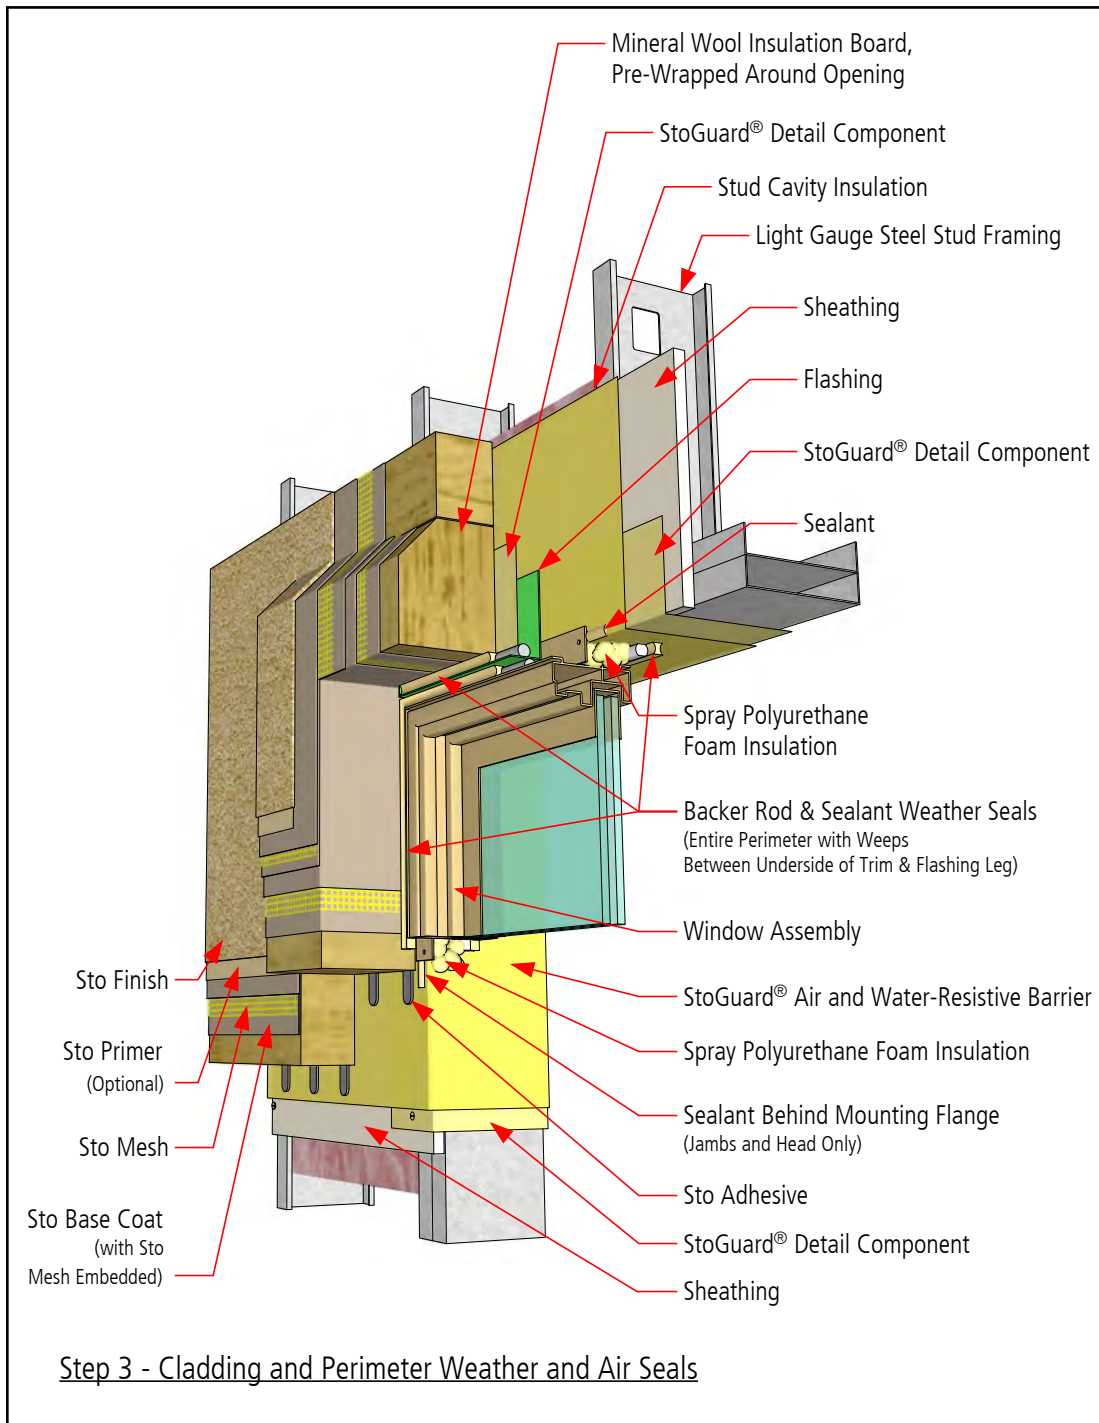 Mineral Wool Insulation Board,
Pre-Wrapped Around Opening
StoGuard® Detail Component
Stud Cavity Insulation
Light Gauge Steel Stud Framing
Sheathing
Flashing
StoGuard® Detail Component
Sealant
Spray Polyurethane
Foam Insulation
Backer Rod & Sealant Weather Seals
(Entire Perimeter with Weeps
Between Underside of Trim & Flashing Leg)
Window Assembly
StoGuard® Air and Water-Resistive Barrier
Spray Polyurethane Foam Insulation
Sealant Behind Mounting Flange
(Jambs and Head Only)
Sto Adhesive
StoGuard® Detail Component
Sheathing
Sto Finish
Sto Primer
(Optional)
Sto Mesh
Sto Base Coat
(with Sto
Mesh Embedded)
Step 3 - Cladding and Perimeter Weather and Air Seals